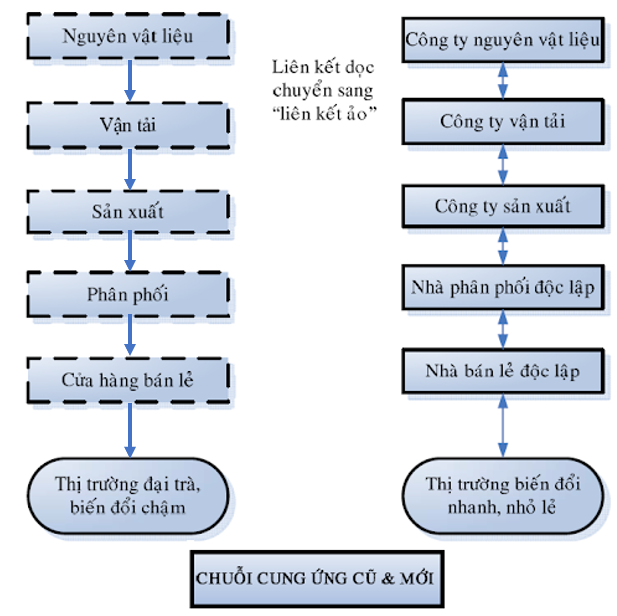 Nguyên vật liệu
Vận tải
Sản xuất
Phân phối
Cửa hàng bán lẻ
Thị trường đại trà,
biến đổi chậm
Liên kết dọc
chuyển sang
“liên kết ảo”
Công ty nguyên vật liệu
Công ty vận tải
Công ty sản xuất
Nhà phân phối độc lập
Nhà bán lẻ độc lập
Thị trường biến đổi
nhanh, nhỏ lẻ
CHUỖI CUNG ỨNG CŨ & MỚI